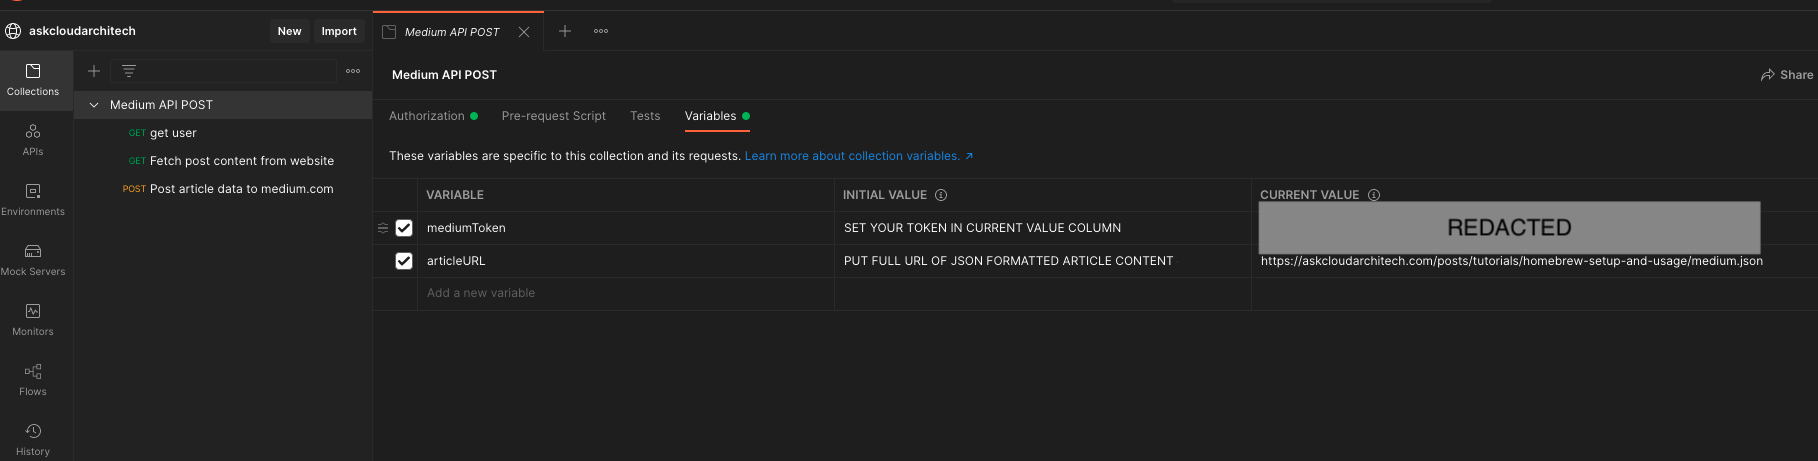 askcloudarchitech
New
Import
Medium API POST
Collections
Medium API POST
GET get user
GET Fetch post content from website
POST Post article data to medium.com
APIs
Environments
Mock Servers
Monitors
Flows
History
Medium API POST
Share
Authorization
Pre-request Script
Tests
Variables
These variables are specific to this collection and its requests. Learn more about collection variables. ↗
VARIABLE INITIAL VALUE CURRENT VALUE
mediumToken SET YOUR TOKEN IN CURRENT VALUE COLUMN REDACTED
articleURL PUT FULL URL OF JSON FORMATTED ARTICLE CONTENT https://askcloudarchitech.com/posts/tutorials/homebrew-setup-and-usage/medium.json
Add a new variable